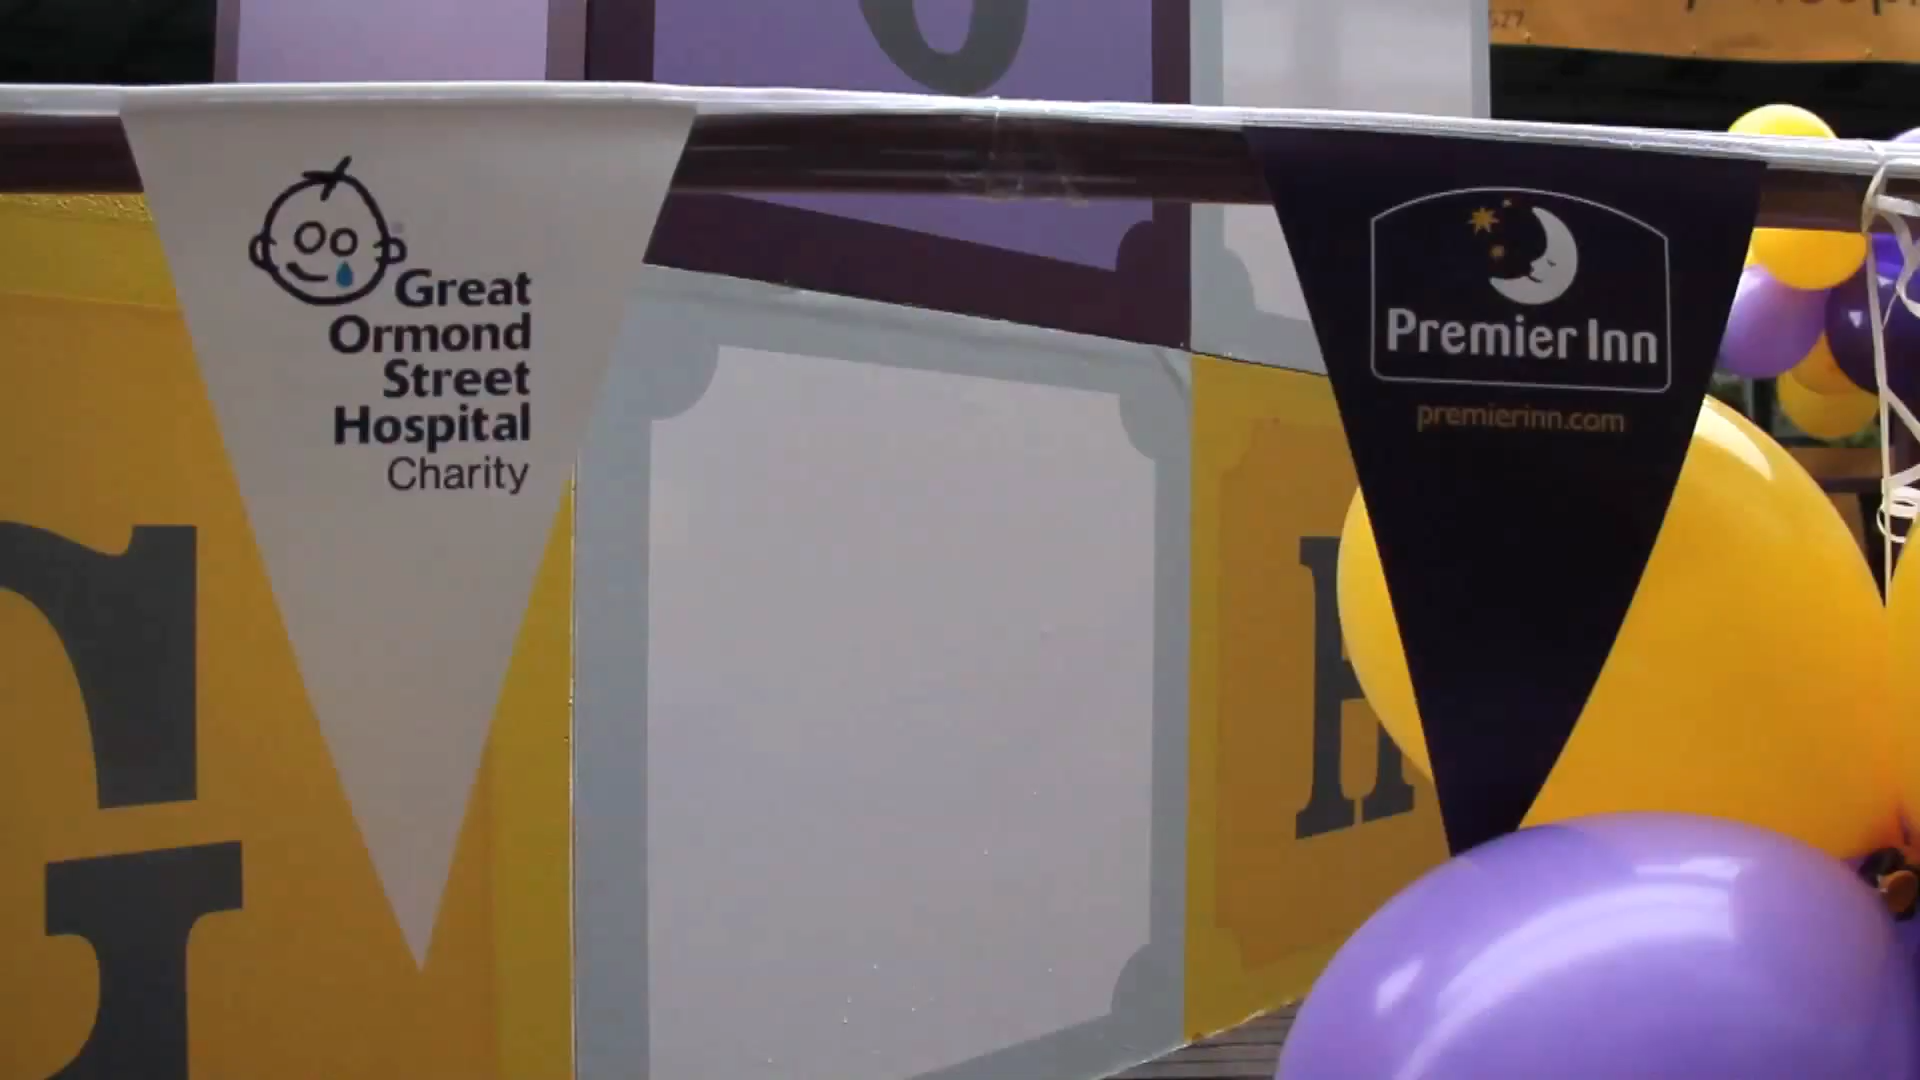 Great
Ormond
Street
Hospital
Charity
Premier Inn
premierinn.com
G
H